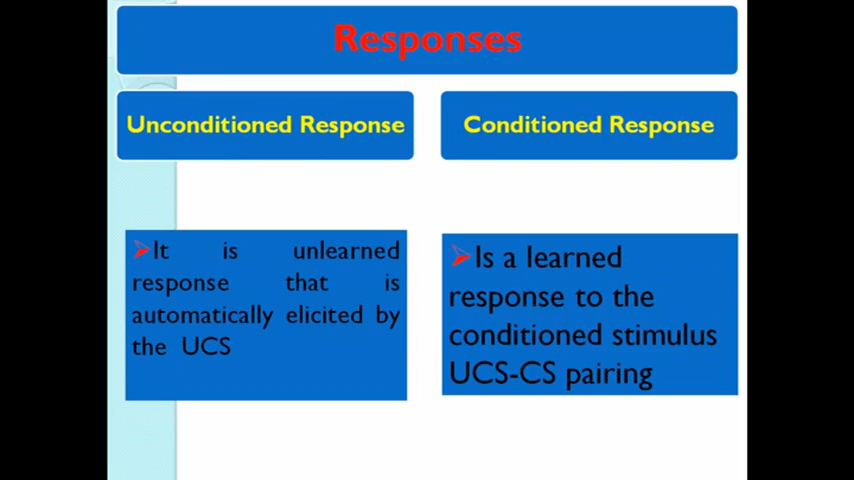 Responses
Unconditioned Response
Conditioned Response
It is unlearned
response that is
automatically elicited by
the UCS
Is a learned
response to the
conditioned stimulus
UCS-CS pairing